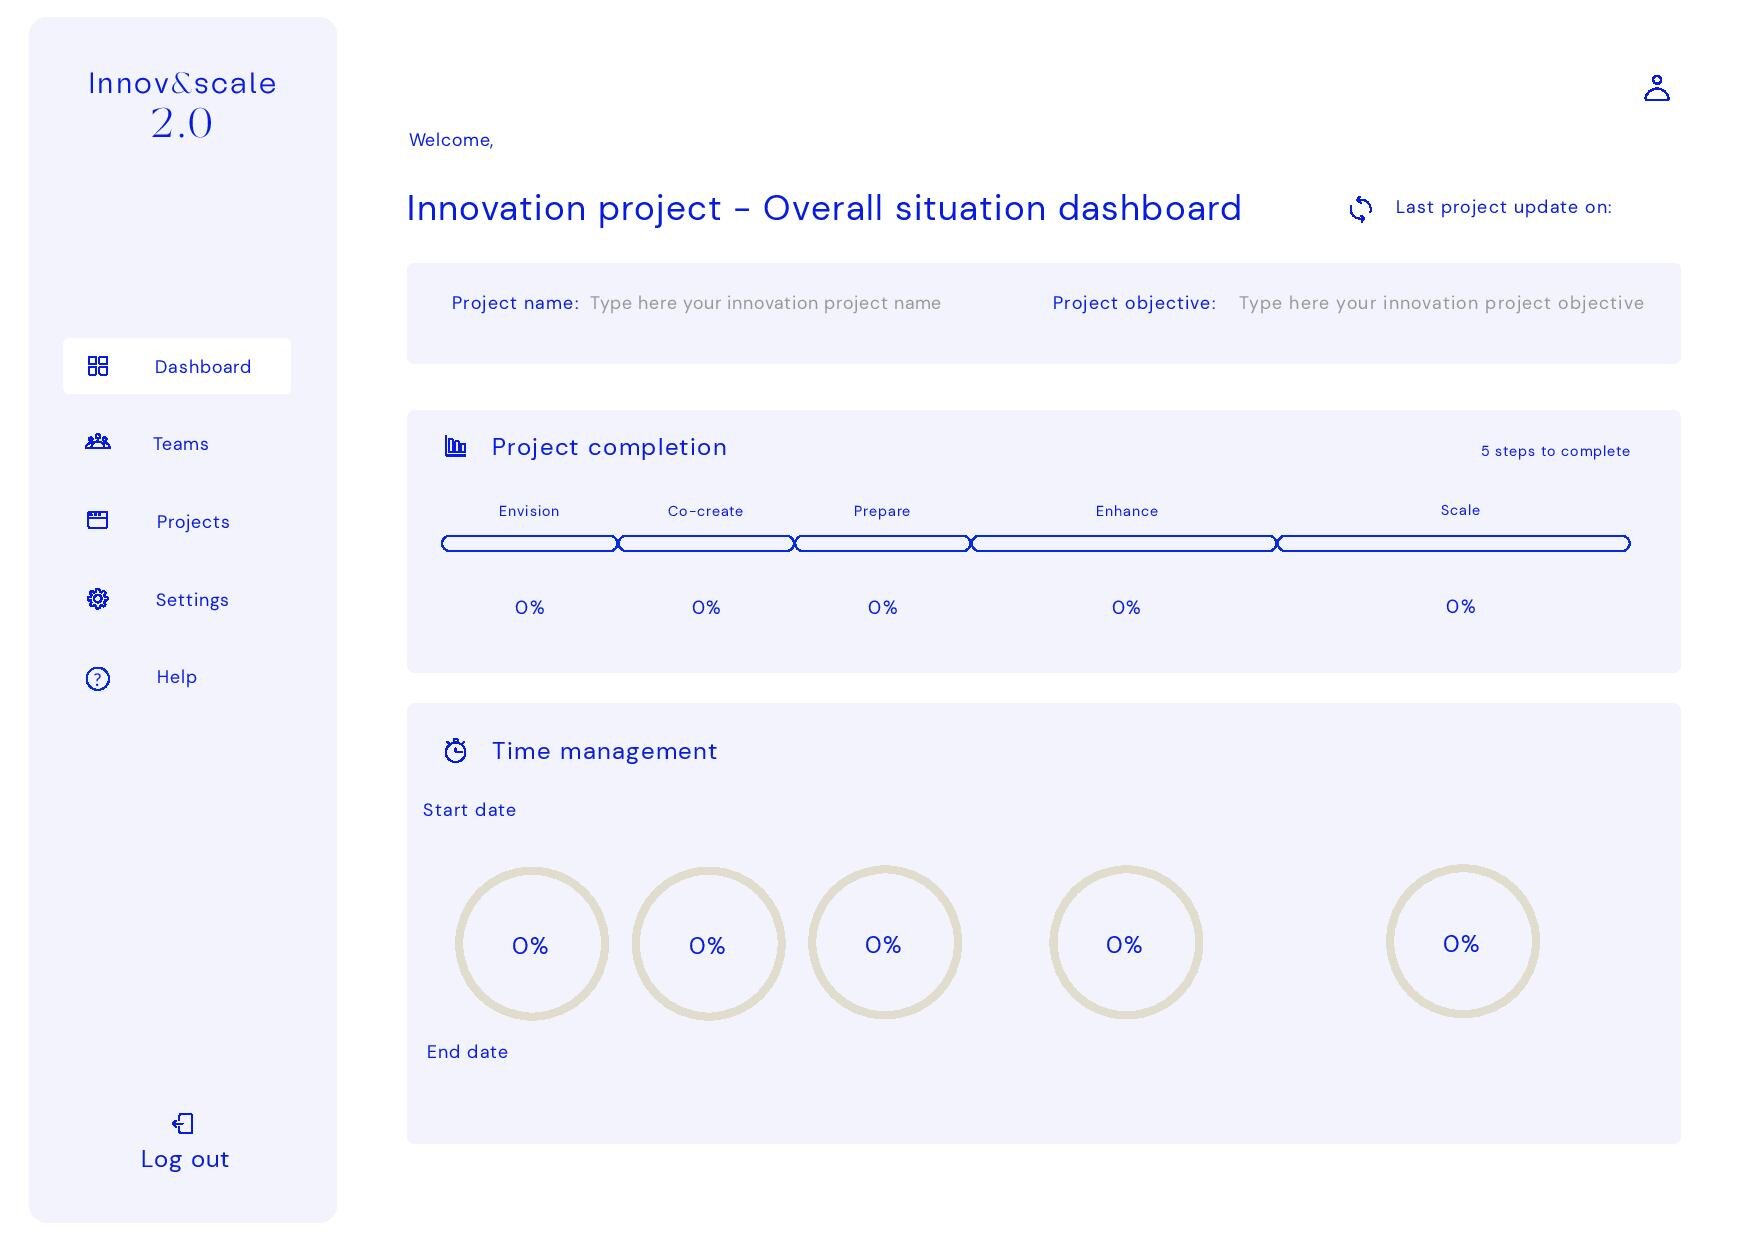 Innov&scale
2.0
Dashboard
Teams
Projects
Settings
? Help
Log out
Welcome,
Innovation project - Overall situation dashboard
Last project update on:
Project name: Type here your innovation project name
Project objective: Type here your innovation project objective
Project completion
5 steps to complete
Envision Co-create Prepare Enhance Scale
0% 0% 0% 0% 0%
Time management
Start date
0% 0% 0% 0% 0%
End date